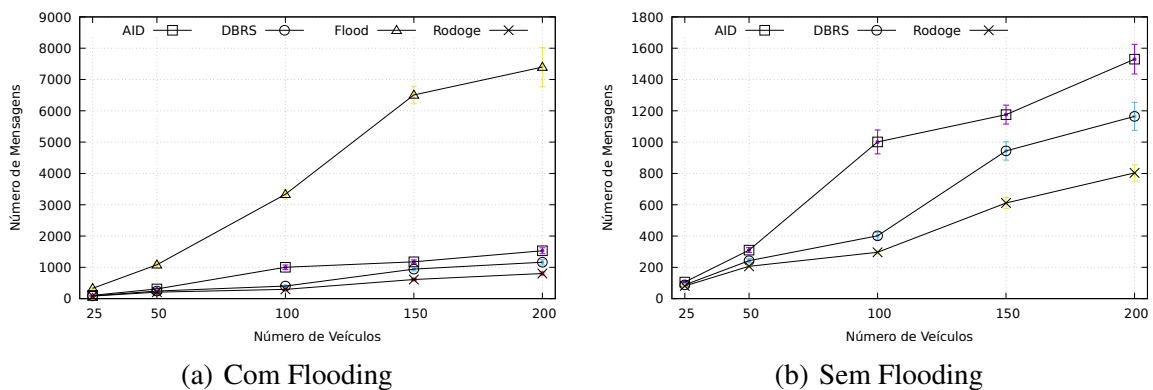 9000
8000
7000
6000
5000
4000
3000
2000
1000
0
Número de Mensagens
AID DBRS Flood Rodoge
25 50 100 150 200
Número de Veículos
(a) Com Flooding
1800
1600
1400
1200
1000
800
600
400
200
0
Número de Mensagens
AID DBRS Rodoge
25 50 100 150 200
Número de Veículos
(b) Sem Flooding